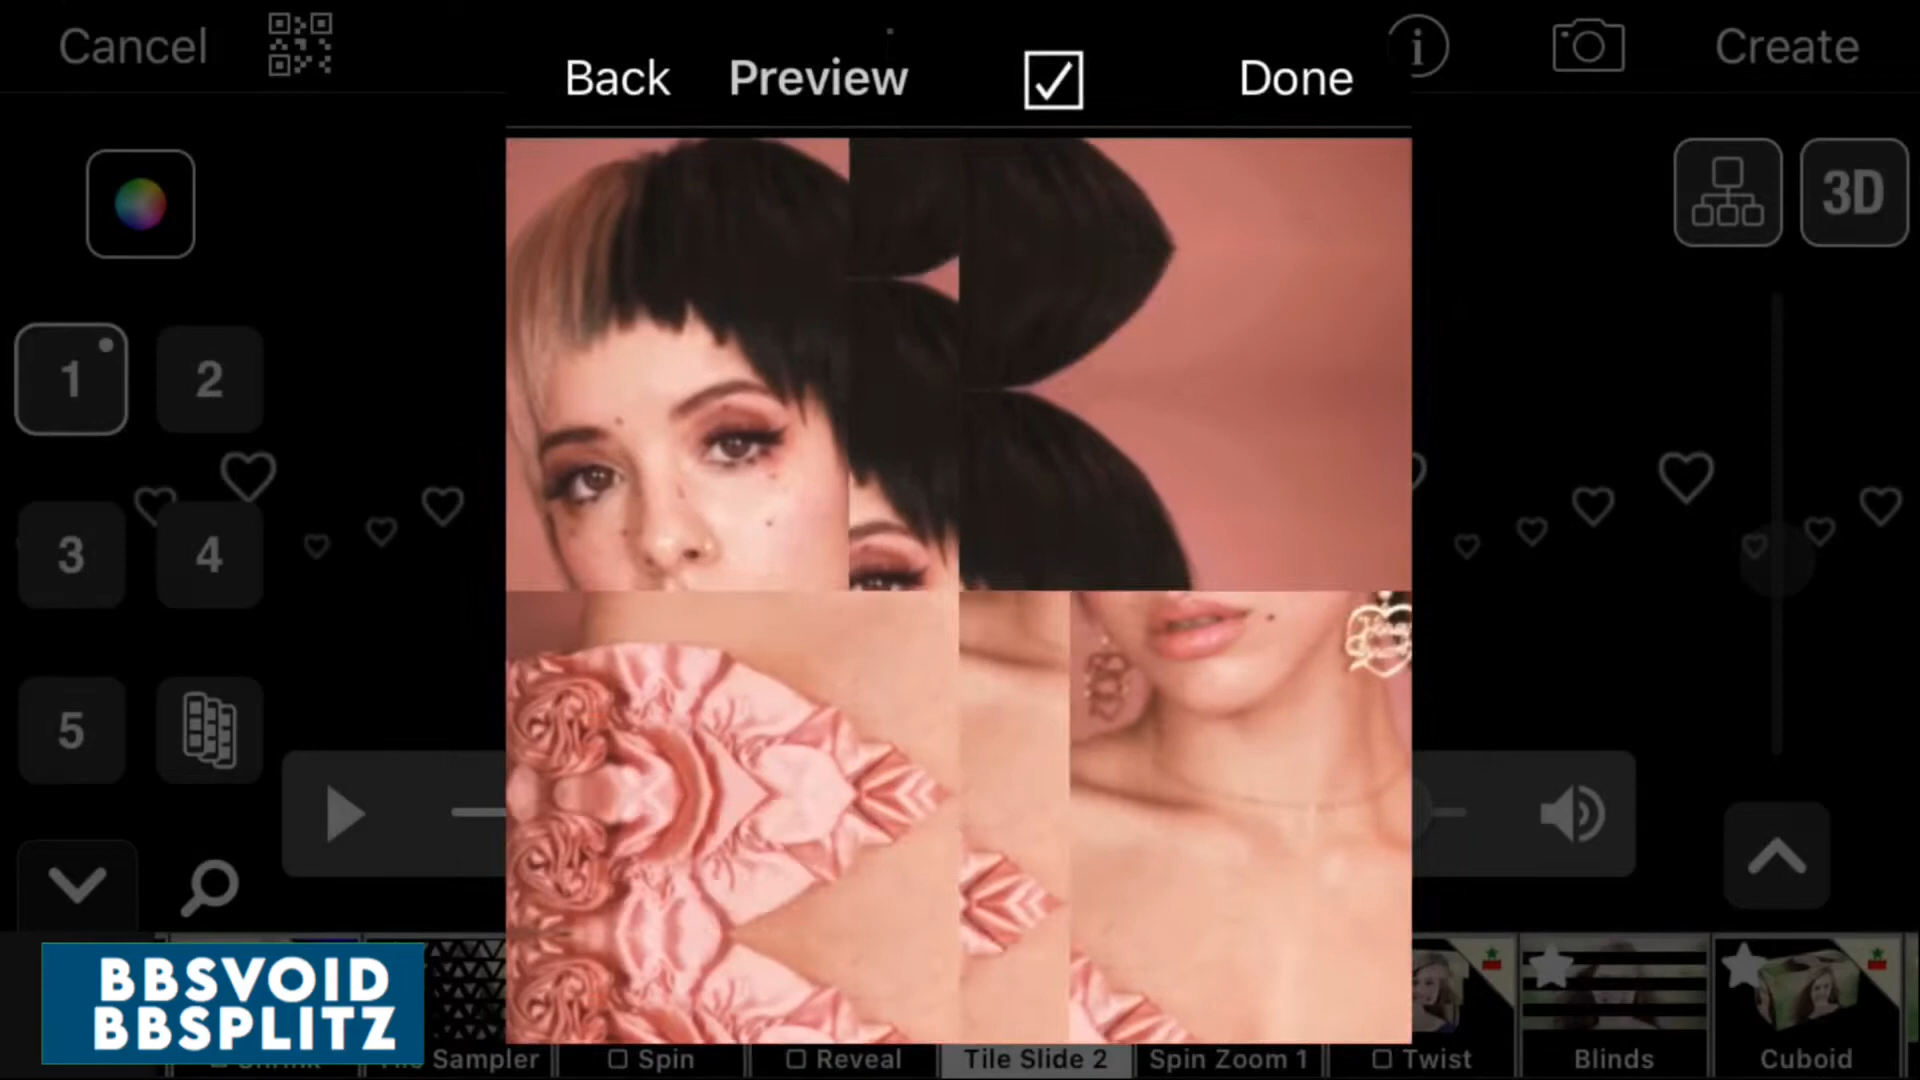 Cancel
Back
Preview
Done
Create
3D
1
2
3
4
5
BBSVOID
BBSPLITZ
Sampler
Spin
Reveal
Tile Slide 2
Spin Zoom 1
Twist
Blinds
Cuboid